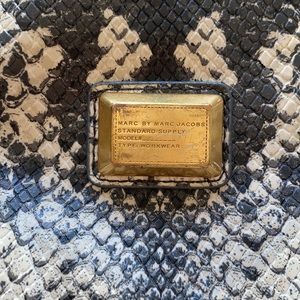 MARC BY MARC JACOBS
STANDARD SUPPLY
MODEL#
TYPE: WORKWEAR